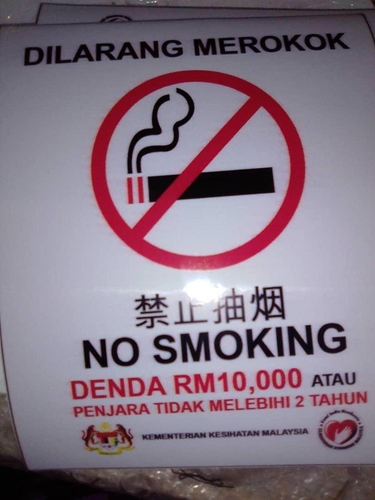 DILARANG MEROKOK
禁止抽烟
NO SMOKING
DENDA RM10,000 ATAU
PENJARA TIDAK MELEBIHI 2 TAHUN
KEMENTERIAN KESIHATAN MALAYSIA